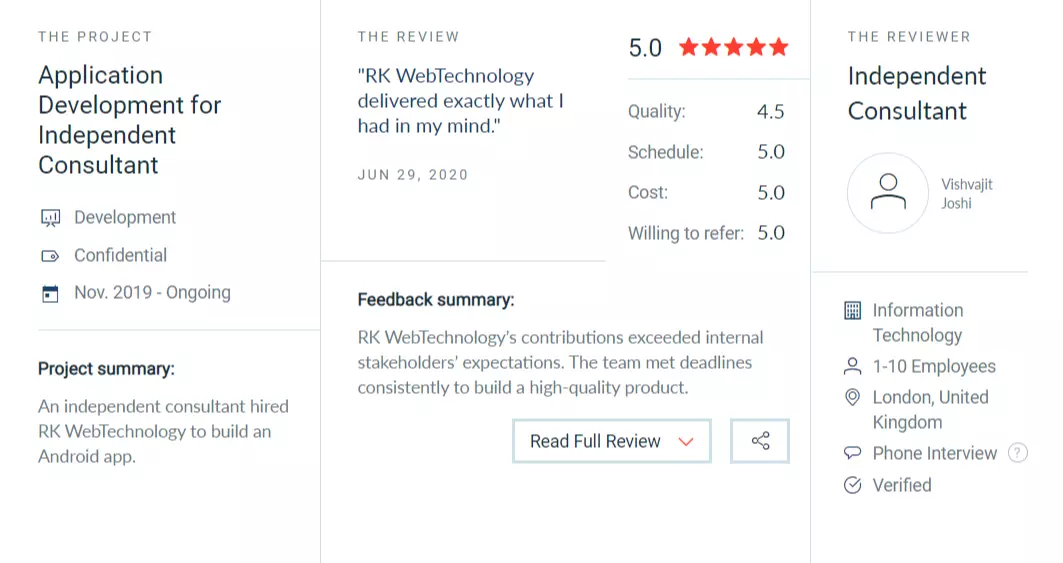 THE PROJECT
Application
Development for
Independent
Consultant
Development
Confidential
Nov. 2019 - Ongoing
Project summary:
An independent consultant hired
RK WebTechnology to build an
Android app.
THE REVIEW
"RK WebTechnology
delivered exactly what I
had in my mind."
JUN 29, 2020
5.0
Quality: 4.5
Schedule: 5.0
Cost: 5.0
Willing to refer: 5.0
Feedback summary:
RK WebTechnology's contributions exceeded internal
stakeholders' expectations. The team met deadlines
consistently to build a high-quality product.
Read Full Review
THE REVIEWER
Independent
Consultant
Vishvajit
Joshi
Information
Technology
1-10 Employees
London, United
Kingdom
Phone Interview ?
Verified